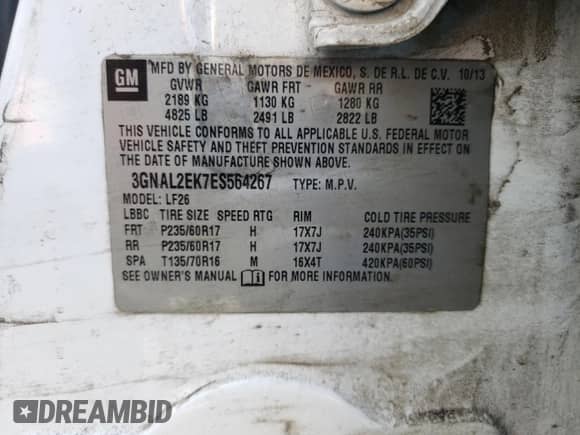 GM
MFD BY GENERAL MOTORS DE MEXICO, S. DE R.L. DE C.V. 10/13
GVWR GAWR FRT GAWR RR
2189 KG 1130 KG 1280 KG
4825 LB 2491 LB 2822 LB
THIS VEHICLE CONFORMS TO ALL APPLICABLE U.S. FEDERAL MOTOR
VEHICLE SAFETY AND THEFT PREVENTION STANDARDS IN EFFECT ON
THE DATE OF MANUFACTURE SHOWN ABOVE.
3GNAL2EK7ES564267 TYPE: M.P.V.
MODEL: LF26
LBBC TIRE SIZE SPEED RTG RIM COLD TIRE PRESSURE
FRT P235/60R17 H 17X7J 240KPA(35PSI)
RR P235/60R17 H 17X7J 240KPA(35PSI)
SPA T135/70R16 M 16X4T 420KPA(60PSI)
SEE OWNER'S MANUAL FOR MORE INFORMATION.
DREAMBID